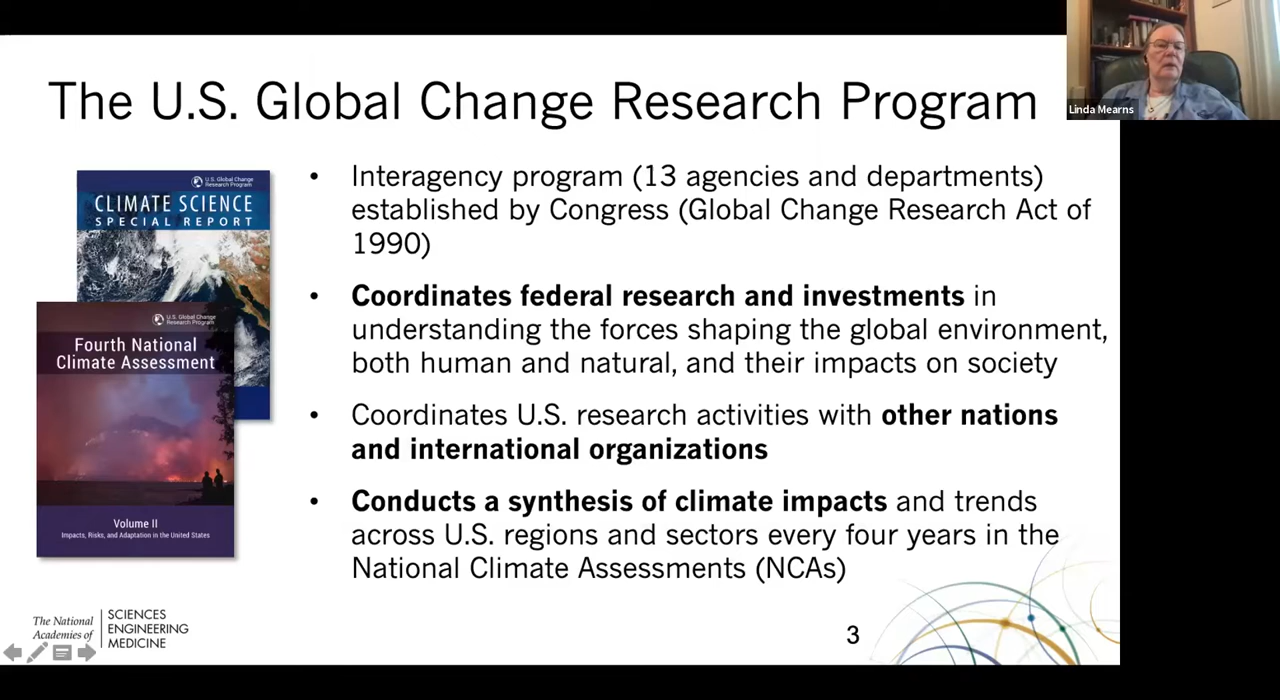 The U.S. Global Change Research Program
Linda Mearns
U.S. Global Change
Research Program
CLIMATE SCIENCE
SPECIAL REPORT
U.S. Global Change
Research Program
Fourth National
Climate Assessment
Volume II
Impacts, Risks, and Adaptation in the United States
• Interagency program (13 agencies and departments)
established by Congress (Global Change Research Act of
1990)
• Coordinates federal research and investments in
understanding the forces shaping the global environment,
both human and natural, and their impacts on society
• Coordinates U.S. research activities with other nations
and international organizations
• Conducts a synthesis of climate impacts and trends
across U.S. regions and sectors every four years in the
National Climate Assessments (NCAs)
The National
Academies of
SCIENCES
ENGINEERING
MEDICINE
3